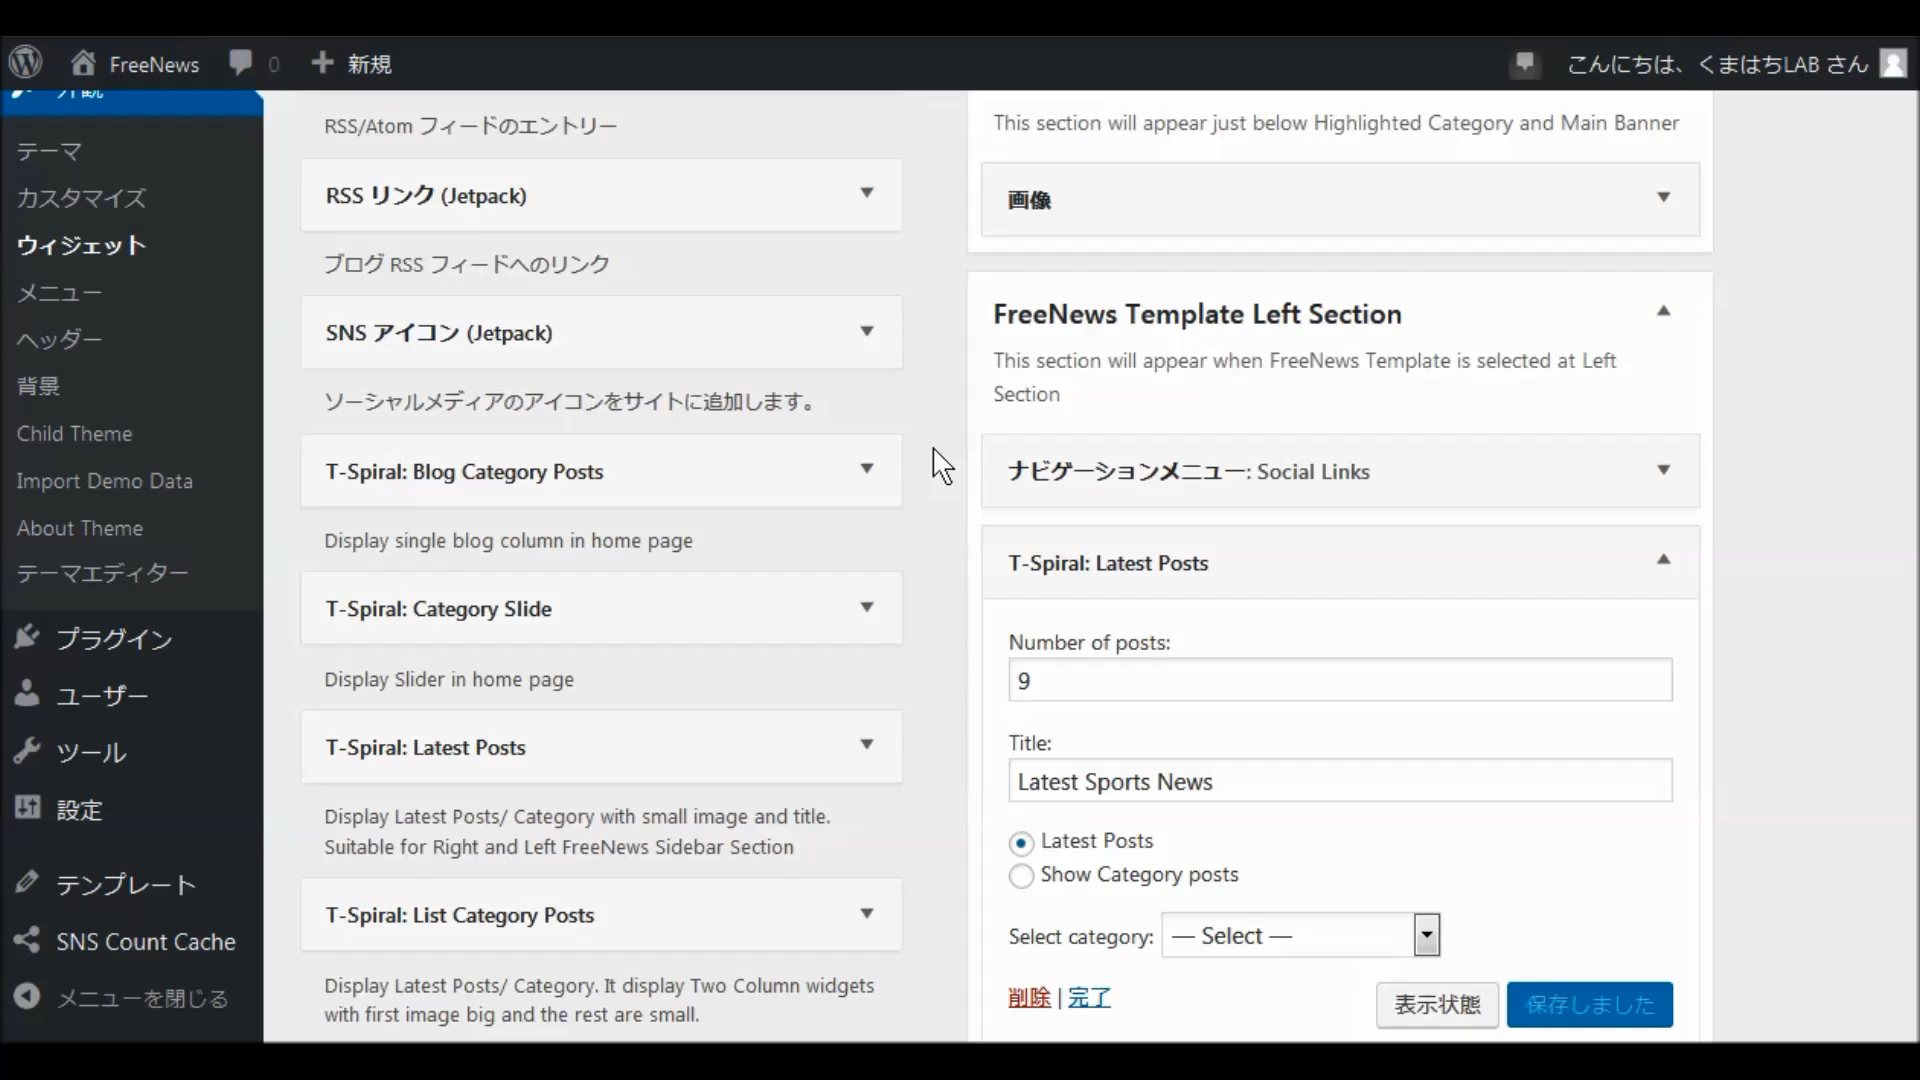 FreeNews
0
新規
こんにちは、くまはちLAB さん
外観
テーマ
カスタマイズ
ウィジェット
メニュー
ヘッダー
背景
Child Theme
Import Demo Data
About Theme
テーマエディター
プラグイン
ユーザー
ツール
設定
テンプレート
SNS Count Cache
メニューを閉じる
RSS/Atom フィードのエントリー
RSS リンク (Jetpack)
ブログ RSS フィードへのリンク
SNS アイコン (Jetpack)
ソーシャルメディアのアイコンをサイトに追加します。
T-Spiral: Blog Category Posts
Display single blog column in home page
T-Spiral: Category Slide
Display Slider in home page
T-Spiral: Latest Posts
Display Latest Posts/ Category with small image and title.
Suitable for Right and Left FreeNews Sidebar Section
T-Spiral: List Category Posts
Display Latest Posts/ Category. It display Two Column widgets
with first image big and the rest are small.
This section will appear just below Highlighted Category and Main Banner
画像
FreeNews Template Left Section
This section will appear when FreeNews Template is selected at Left
Section
ナビゲーションメニュー: Social Links
T-Spiral: Latest Posts
Number of posts:
9
Title:
Latest Sports News
Latest Posts
Show Category posts
Select category: — Select —
削除 | 完了
表示状態
保存しました